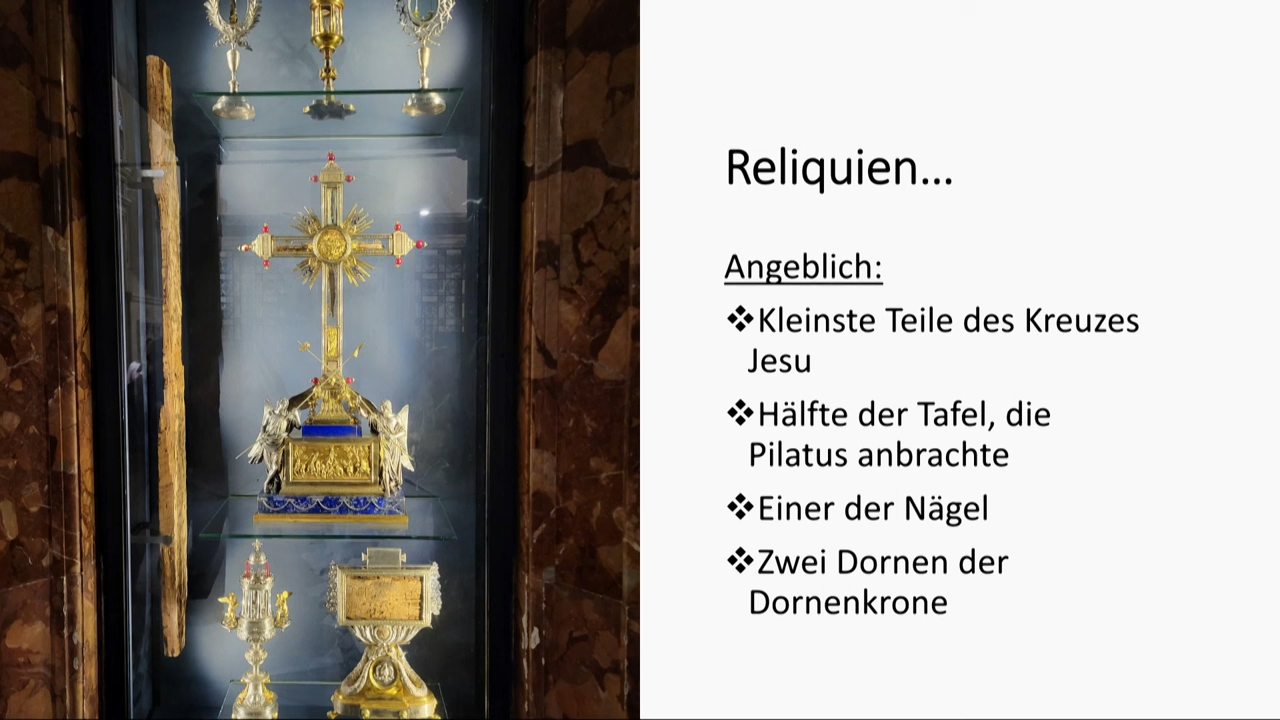 Reliquien...
Angeblich:
❖Kleinste Teile des Kreuzes
Jesu
❖Hälfte der Tafel, die
Pilatus anbrachte
❖Einer der Nägel
❖Zwei Dornen der
Dornenkrone